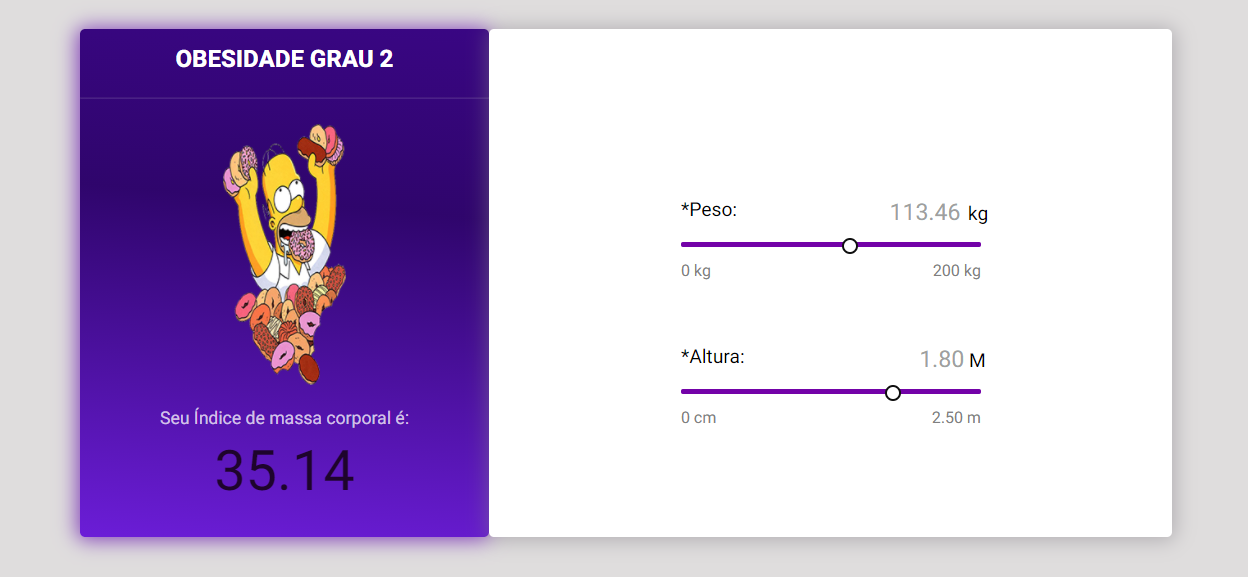 OBESIDADE GRAU 2
Seu Índice de massa corporal é:
35.14
*Peso: 113.46 kg
0 kg 200 kg
*Altura: 1.80 M
0 cm 2.50 m